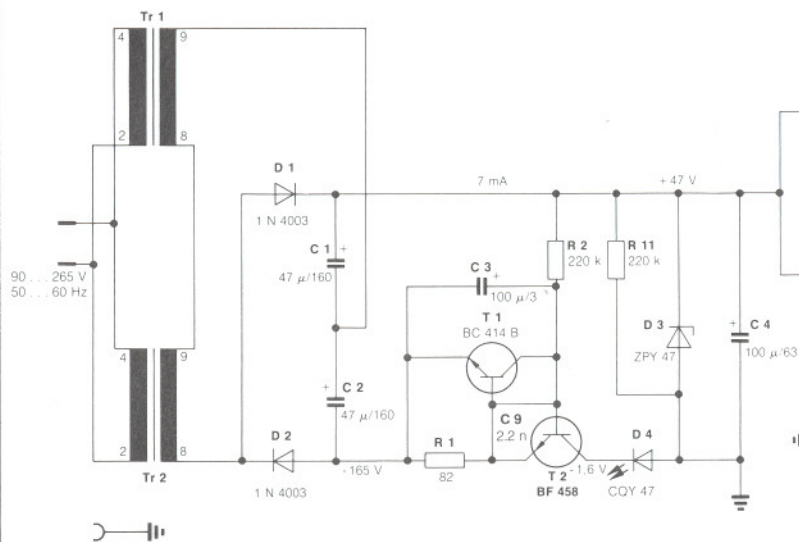 Tr 1
4
9
2
8
D 1
1 N 4003
7 mA
+ 47 V
90 . . . 265 V
50 . . . 60 Hz
C 1
+
47 µ/160
C 3
+
100 µ/3
R 2
220 k
R 11
220 k
T 1
BC 414 B
D 3
ZPY 47
+
C 4
100 µ/63
4
9
+
C 2
47 µ/160
C 9
2.2 n
D 2
R 1
D 4
2
8
-165 V
82
T 2
-1,6 V
Tr 2
1 N 4003
BF 458
CQY 47